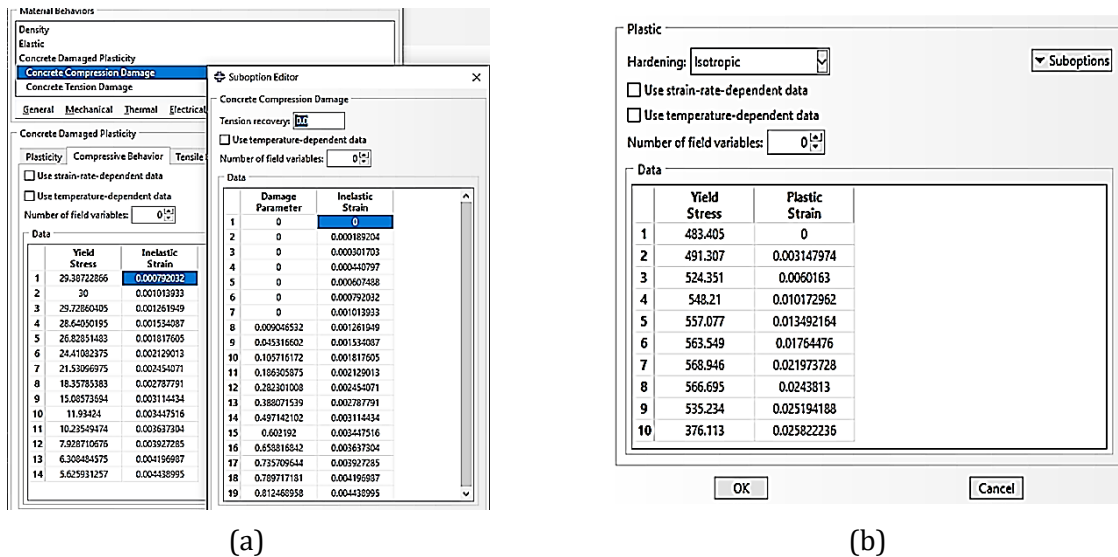 Material Behaviors
Density
Elastic
Concrete Damaged Plasticity
Concrete Compression Damage
Concrete Tension Damage
General Mechanical Thermal Electrical
Concrete Damaged Plasticity
Plasticity Compressive Behavior Tensile
Use strain-rate-dependent data
Use temperature-dependent data
Number of field variables: 0
Data
Yield Stress Inelastic Strain
1 29.38722866 0.000792032
2 30 0.001013933
3 29.72860405 0.001261949
4 28.64050195 0.001534087
5 26.82851483 0.001817605
6 24.41082375 0.002129013
7 21.53096975 0.002454071
8 18.35785383 0.002787791
9 15.08573694 0.003114434
10 11.93424 0.003447516
11 10.23549474 0.003637304
12 7.928710676 0.003927285
13 6.308484575 0.004196987
14 5.625931257 0.004438995
Suboption Editor
Concrete Compression Damage
Tension recovery: 0.0
Use temperature-dependent data
Number of field variables: 0
Data
Damage Parameter Inelastic Strain
1 0 0
2 0 0.000189204
3 0 0.000301703
4 0 0.000440797
5 0 0.000607488
6 0 0.000792032
7 0 0.001013933
8 0.009046532 0.001261949
9 0.045316602 0.001534087
10 0.105716172 0.001817605
11 0.186305875 0.002129013
12 0.282301008 0.002454071
13 0.388071539 0.002787791
14 0.497142102 0.003114434
15 0.602192 0.003447516
16 0.658816842 0.003637304
17 0.735709644 0.003927285
18 0.789717181 0.004196987
19 0.812468958 0.004438995
(a)
Plastic
Hardening: Isotropic
Suboptions
Use strain-rate-dependent data
Use temperature-dependent data
Number of field variables: 0
Data
Yield Stress Plastic Strain
1 483.405 0
2 491.307 0.003147974
3 524.351 0.0060163
4 548.21 0.010172962
5 557.077 0.013492164
6 563.549 0.01764476
7 568.946 0.021973728
8 566.695 0.0243813
9 535.234 0.025194188
10 376.113 0.025822236
OK Cancel
(b)